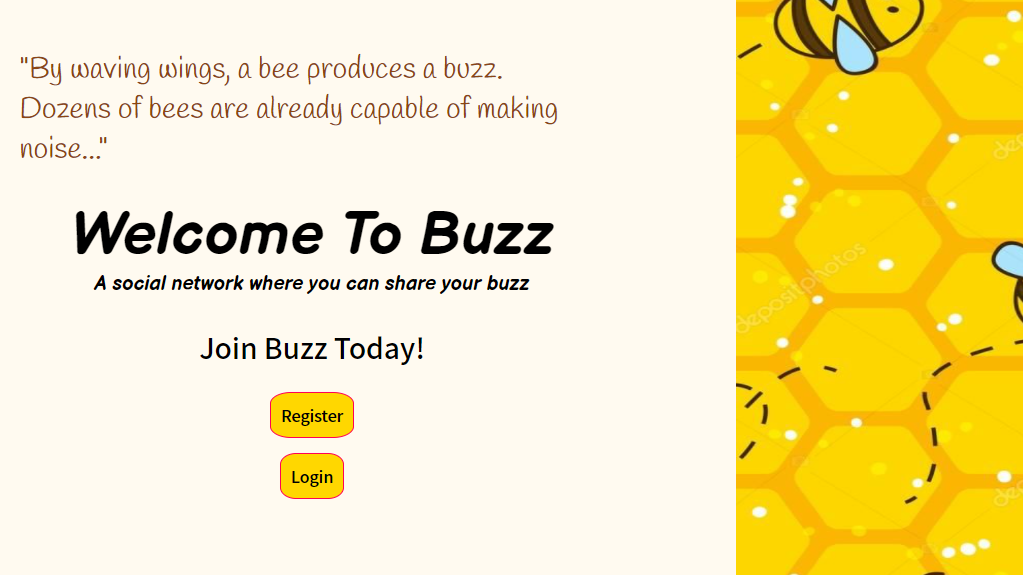 "By waving wings, a bee produces a buzz.
Dozens of bees are already capable of making
noise..."
Welcome To Buzz
A social network where you can share your buzz
Join Buzz Today!
Register
Login
depositphotos